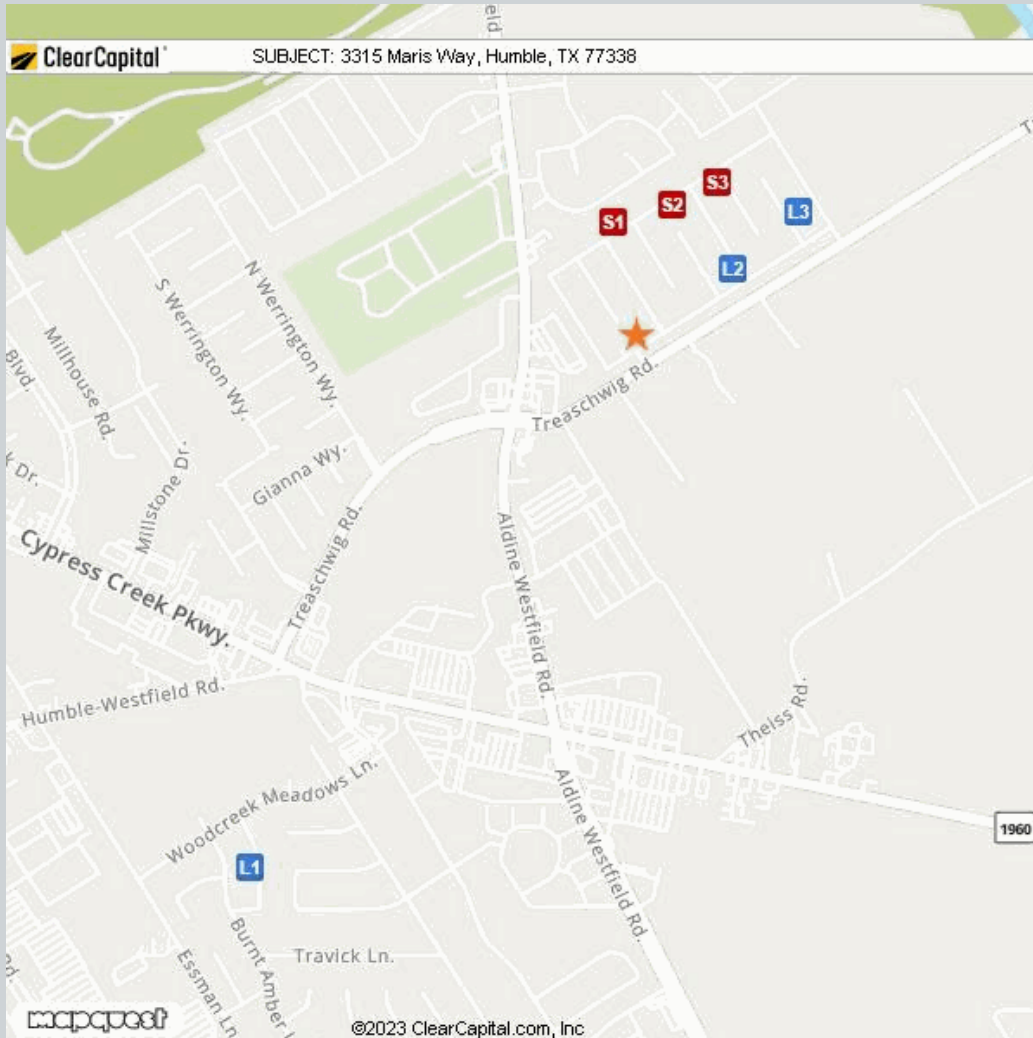 eld
ClearCapital
SUBJECT: 3315 Maris Way, Humble, TX 77338
S3
S2
S1
L3
L2
N Werrington Wy.
S Werrington Wy.
Millhouse Rd.
Blvd.
Treaschwig Rd.
k Dr.
Millstone Dr.
Gianna Wy.
Cypress Creek Pkwy.
Treaschwig Rd.
Aldine Westfield Rd.
Humble-Westfield Rd.
Theiss Rd.
Woodcreek Meadows Ln.
Aldine Westfield Rd.
1960
L1
Burnt Amber
Travick Ln.
Essman Ln
mapquest
©2023 ClearCapital.com, Inc